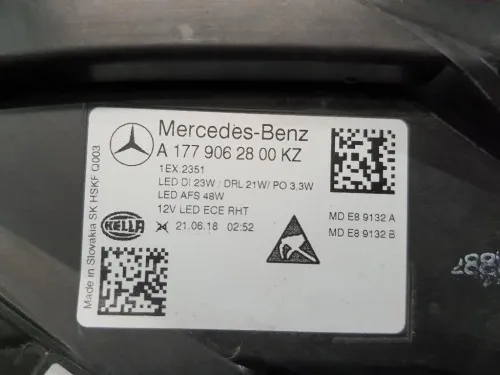 Mercedes-Benz
A 177 906 28 00 KZ
1EX.2351
LED DI 23W / DRL 21W/ PO 3,3W
LED AFS 48W
12V LED ECE RHT
HELLA
21.06.18 02:52
MD E8 9132 A
MD E8 9132 B
Made in Slovakia SK HSKF Q003